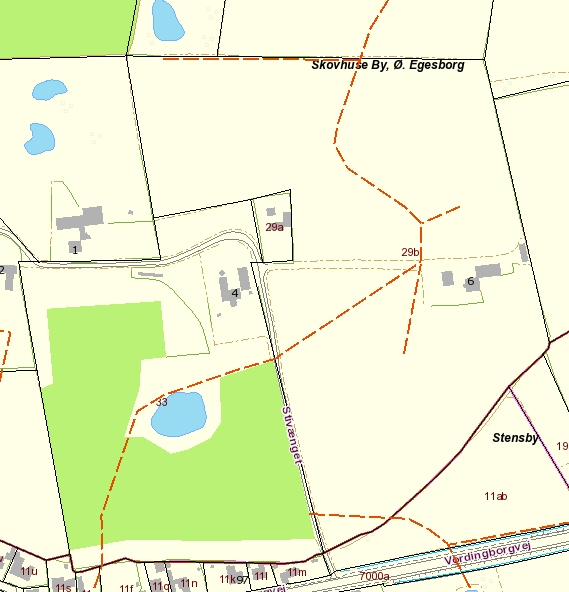 Skovhuse By, Ø. Egesborg
29a
1
29b
2
6
4
33
Stivænget
Stensby
19
11ab
Vordingborgvej
11u
11s
11f
11q
11n
11k
97
11l
11m
7000a